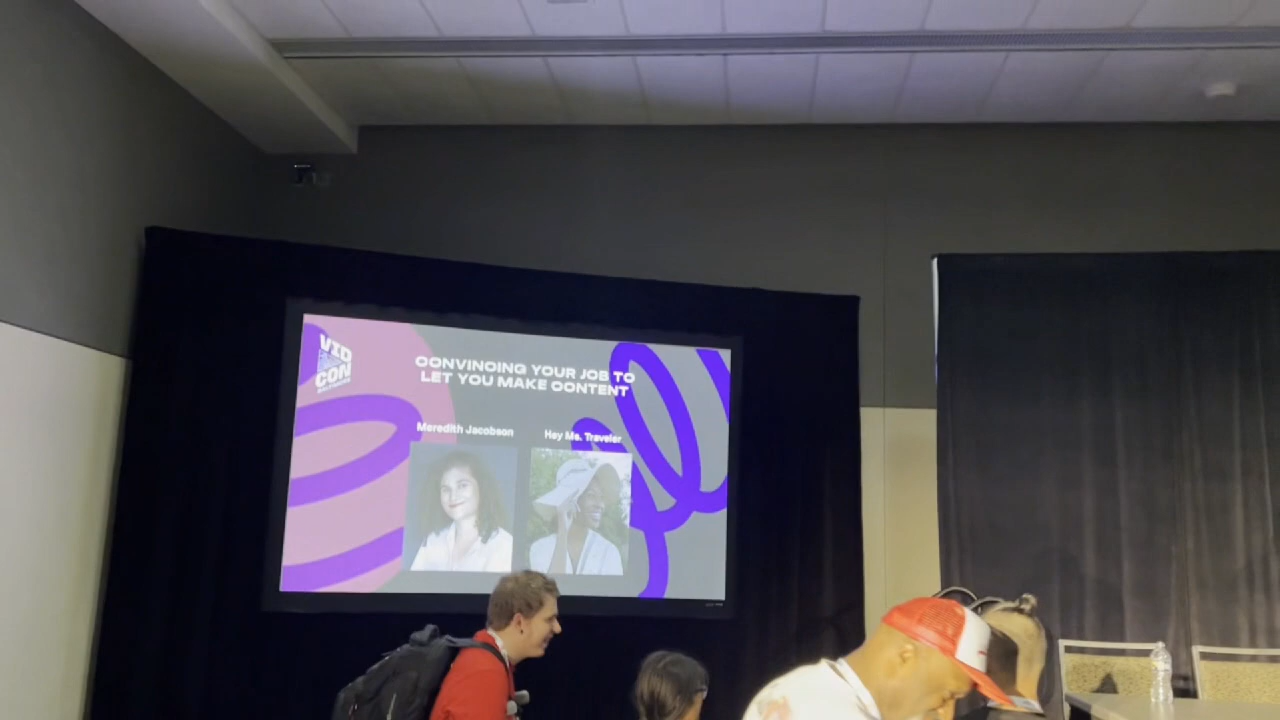 VID
CON
CONVINCING YOUR JOB TO
LET YOU MAKE CONTENT
Meredith Jacobson
Hey Ms. Traveler